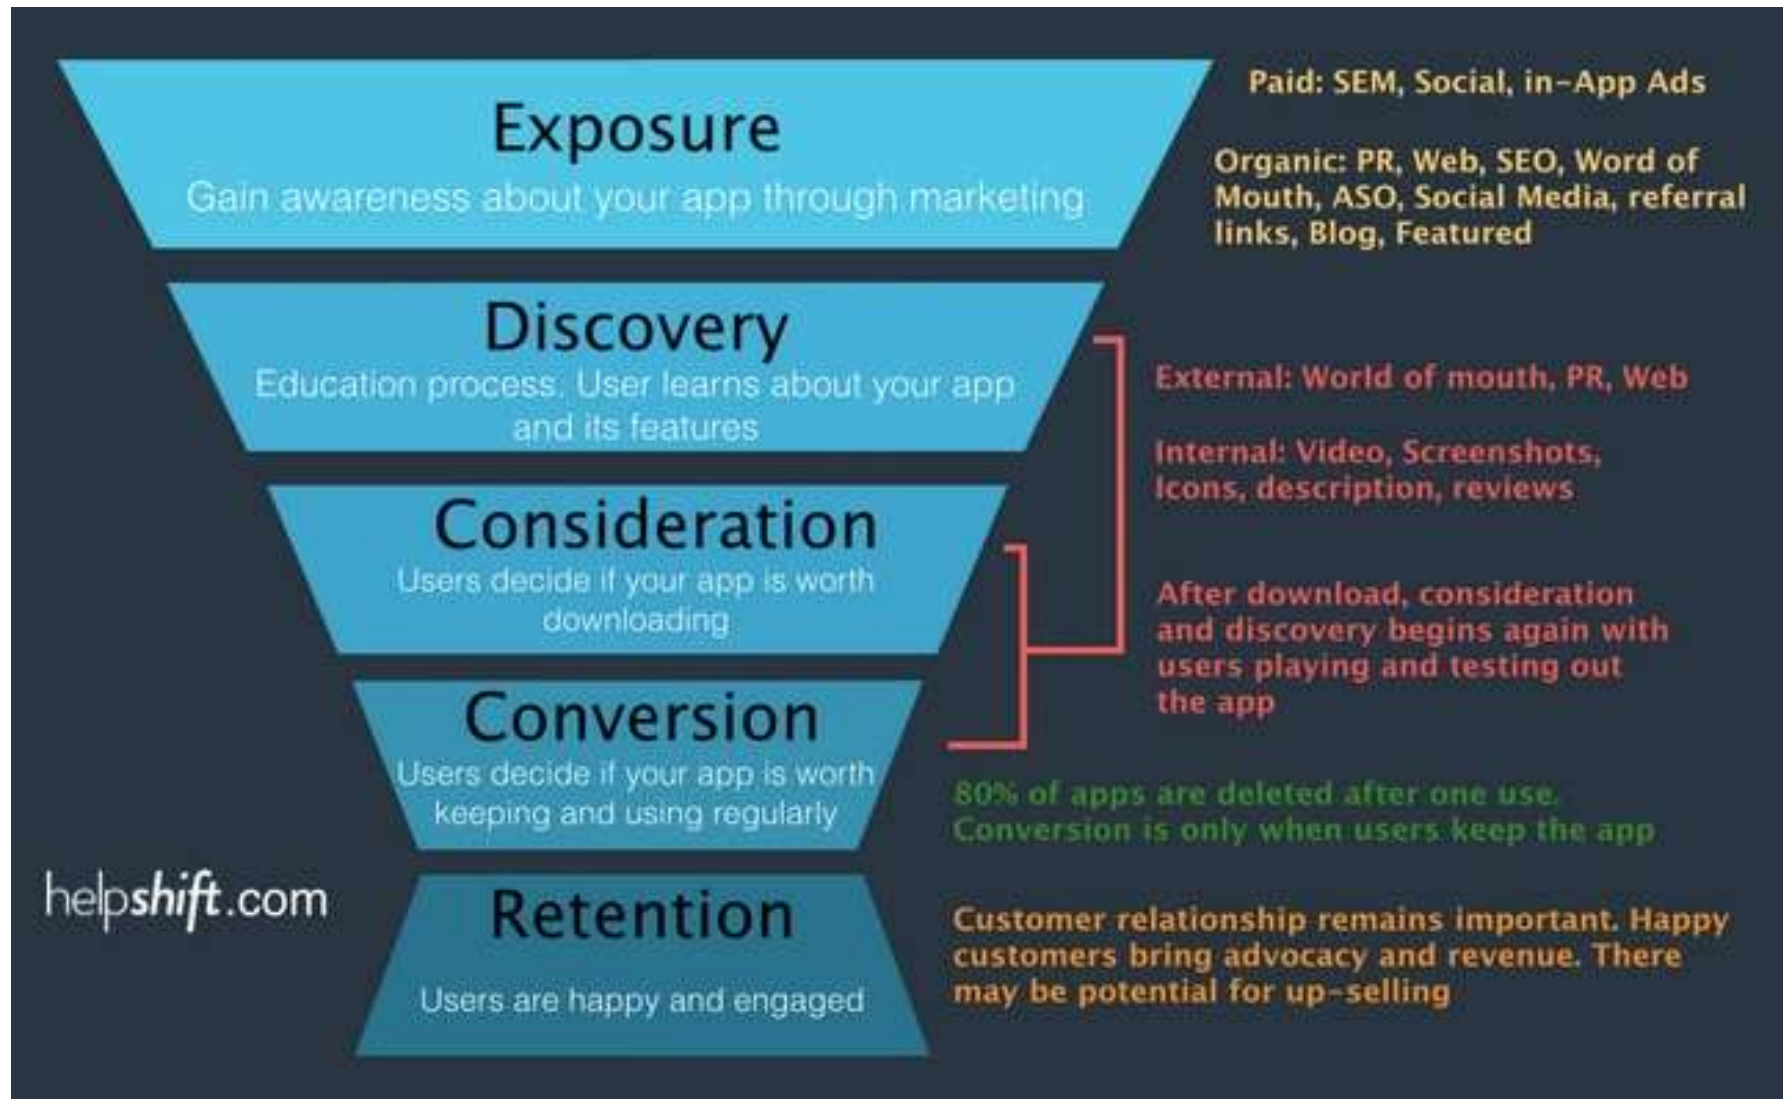 Exposure
Gain awareness about your app through marketing
Paid: SEM, Social, in-App Ads
Organic: PR, Web, SEO, Word of
Mouth, ASO, Social Media, referral
links, Blog, Featured
Discovery
Education process. User learns about your app
and its features
External: World of mouth, PR, Web
Internal: Video, Screenshots,
Icons, description, reviews
Consideration
Users decide if your app is worth
downloading
After download, consideration
and discovery begins again with
users playing and testing out
the app
Conversion
Users decide if your app is worth
keeping and using regularly
80% of apps are deleted after one use.
Conversion is only when users keep the app
Retention
Users are happy and engaged
Customer relationship remains important. Happy
customers bring advocacy and revenue. There
may be potential for up-selling
helpshift.com